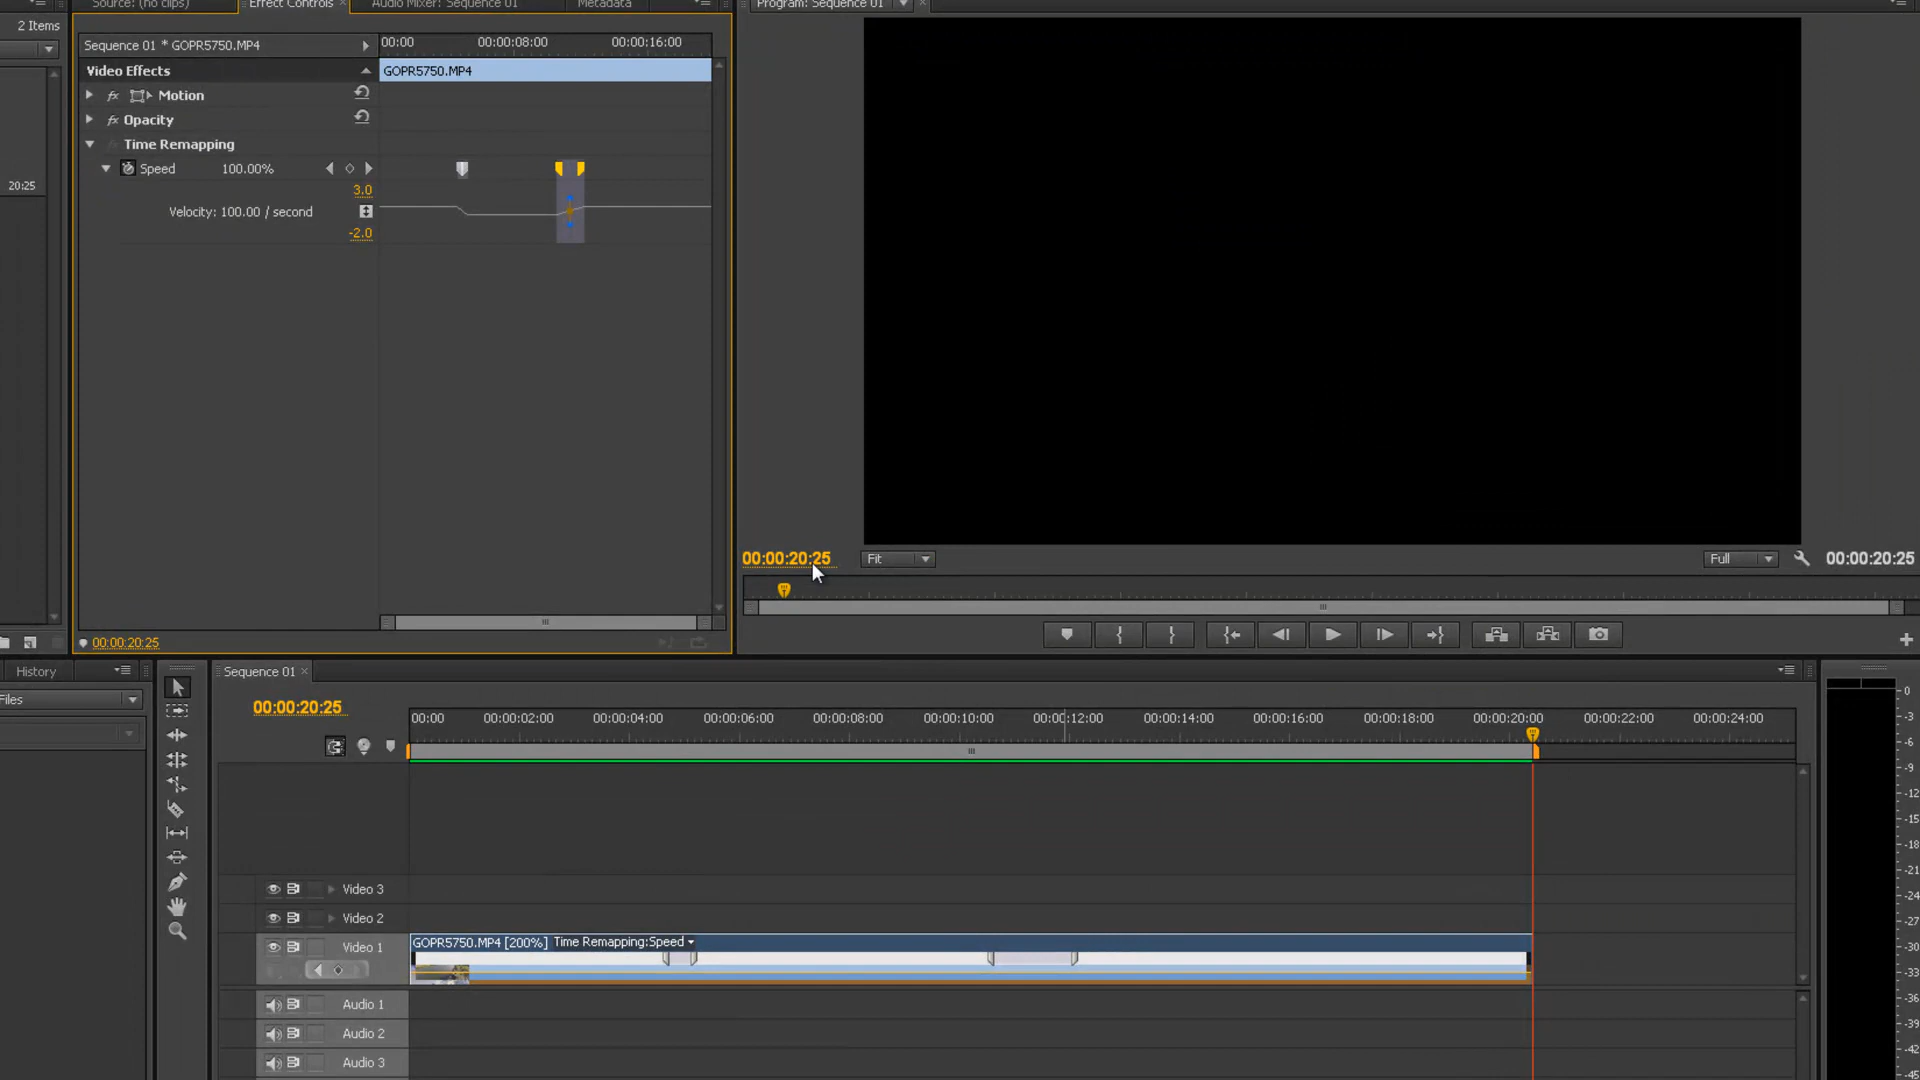 Source: (no clips)
Effect Controls
Audio Mixer: Sequence 01
Metadata
Program: Sequence 01
2 Items
Sequence 01 * GOPR5750.MP4
00:00
00:00:08:00
00:00:16:00
Video Effects
GOPR5750.MP4
fx Motion
fx Opacity
Time Remapping
Speed 100.00%
20:25
3.0
Velocity: 100.00 / second
-2.0
00:00:20:25
Fit
Full
00:00:20:25
00:00:20:25
History
Sequence 01
Files
00:00:20:25
00:00
00:00:02:00
00:00:04:00
00:00:06:00
00:00:08:00
00:00:10:00
00:00:12:00
00:00:14:00
00:00:16:00
00:00:18:00
00:00:20:00
00:00:22:00
00:00:24:00
Video 3
Video 2
Video 1
GOPR5750.MP4 [200%] Time Remapping:Speed
Audio 1
Audio 2
Audio 3
0
-3
-6
-9
-12
-15
-18
-21
-24
-27
-30
-33
-36
-39
-42
-45